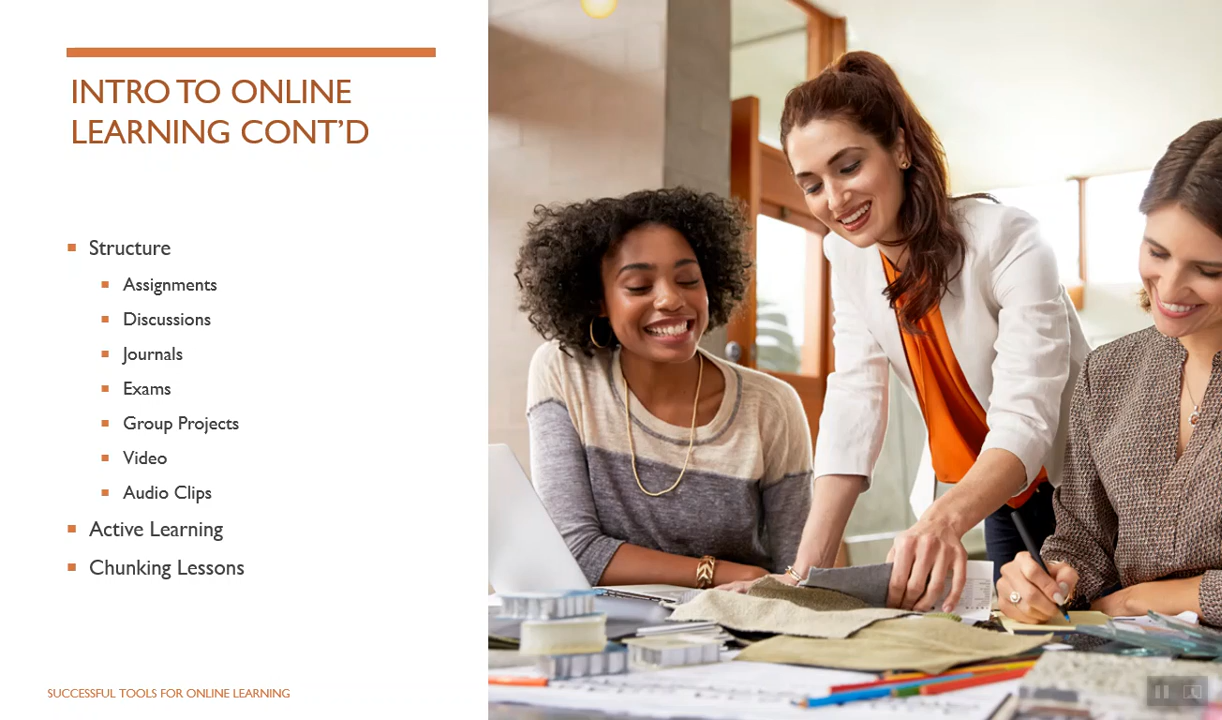 INTRO TO ONLINE
LEARNING CONT’D
Structure
Assignments
Discussions
Journals
Exams
Group Projects
Video
Audio Clips
Active Learning
Chunking Lessons
SUCCESSFUL TOOLS FOR ONLINE LEARNING